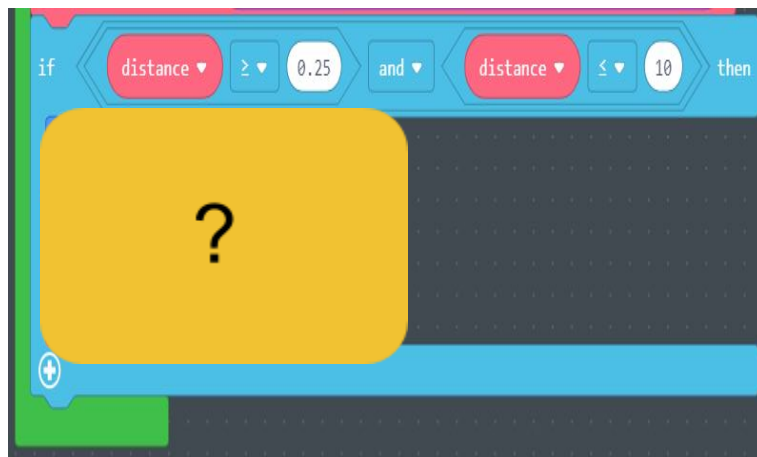 if distance ≥ 0.25 and distance ≤ 10 then
?